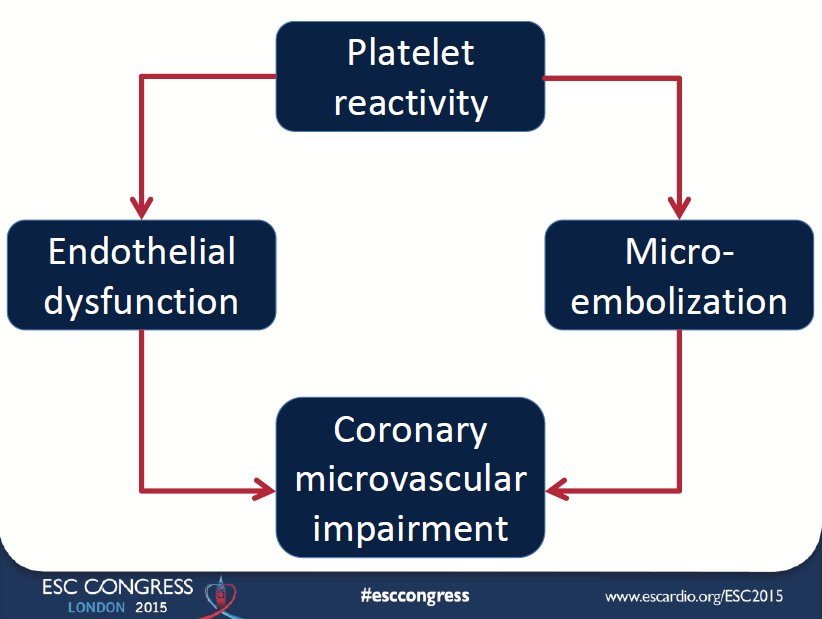 Platelet
reactivity
Endothelial
dysfunction
Micro-
embolization
Coronary
microvascular
impairment
ESC CONGRESS
LONDON 2015
#esccongress
www.escardio.org/ESC2015